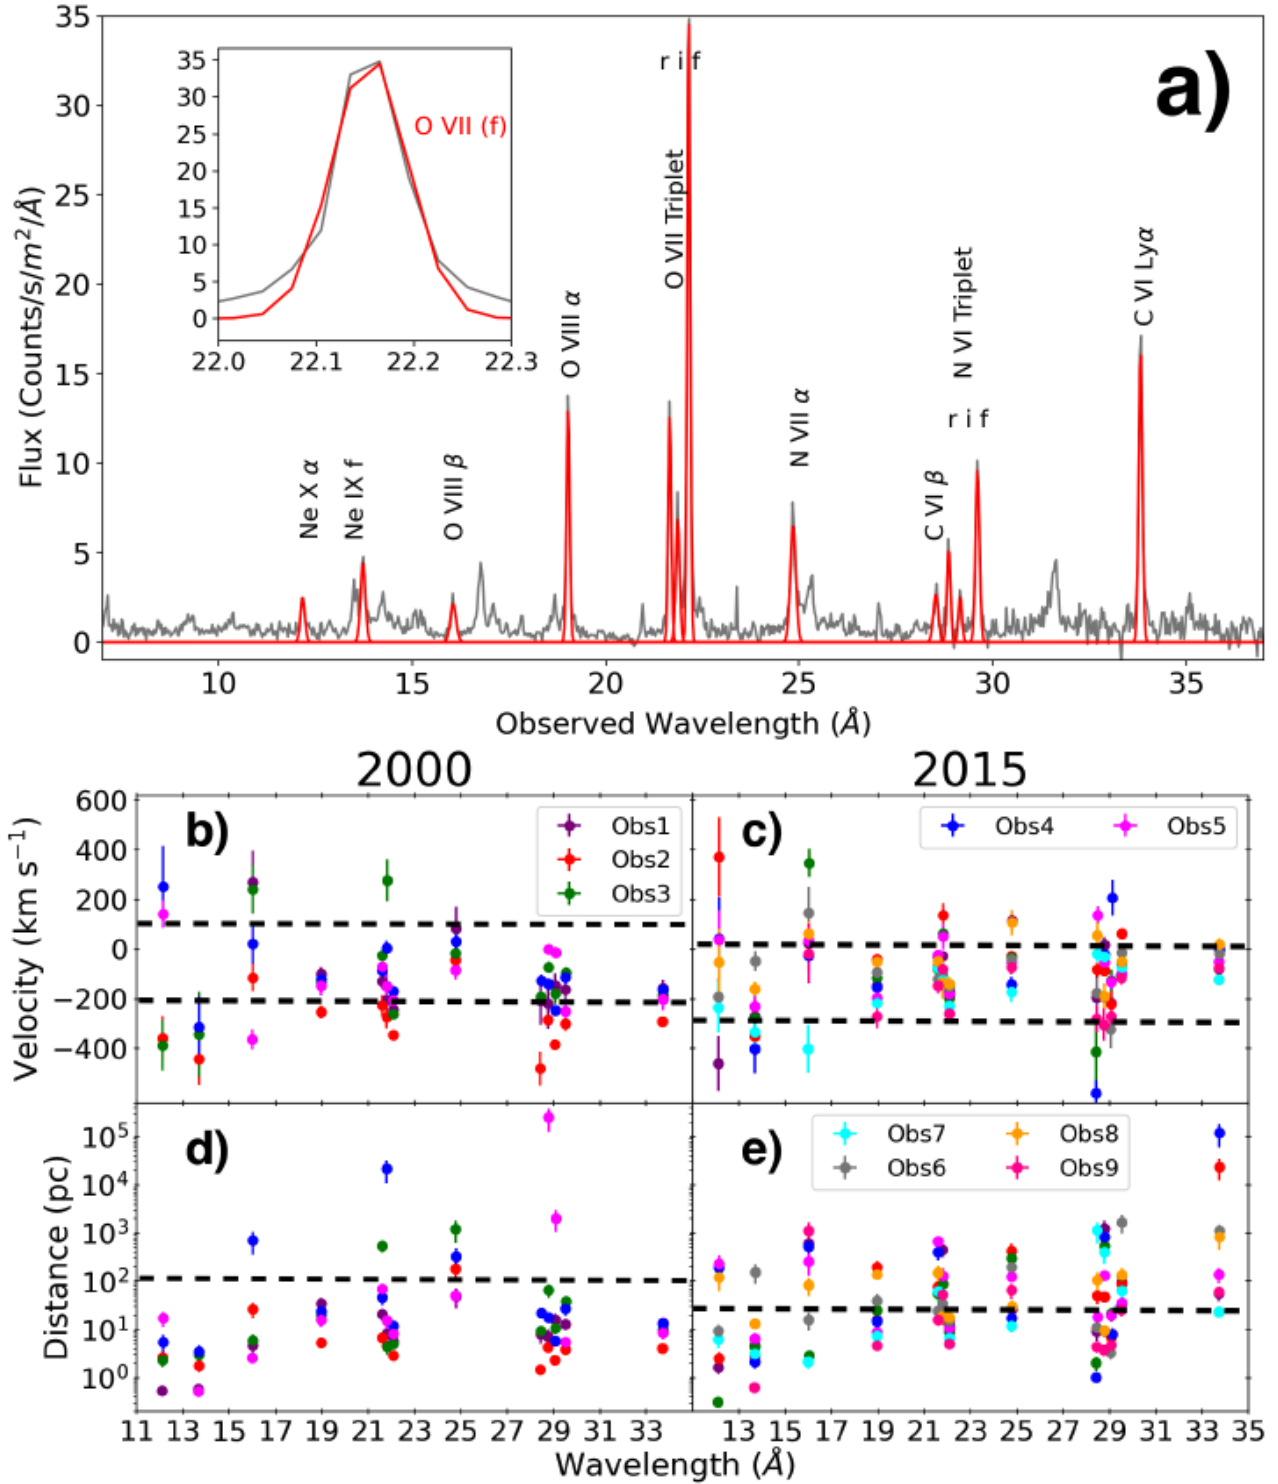 a)
35
30
25
20
15
10
5
0
Flux (Counts/s/m²/Å)
35
30
25
20
15
10
5
0
22.0 22.1 22.2 22.3
O VII (f)
Ne X α
Ne IX f
O VIII β
O VIII α
r i f
O VII Triplet
N VII α
C VI β
N VI Triplet
r i f
C VI Lyα
10 15 20 25 30 35
Observed Wavelength (Å)
2000 2015
b)
Obs1
Obs2
Obs3
c)
Obs4 Obs5
600
400
200
0
−200
−400
Velocity (km s⁻¹)
d)
e)
Obs7 Obs8
Obs6 Obs9
10⁵
10⁴
10³
10²
10¹
10⁰
Distance (pc)
11 13 15 17 19 21 23 25 27 29 31 33 13 15 17 19 21 23 25 27 29 31 33 35
Wavelength (Å)